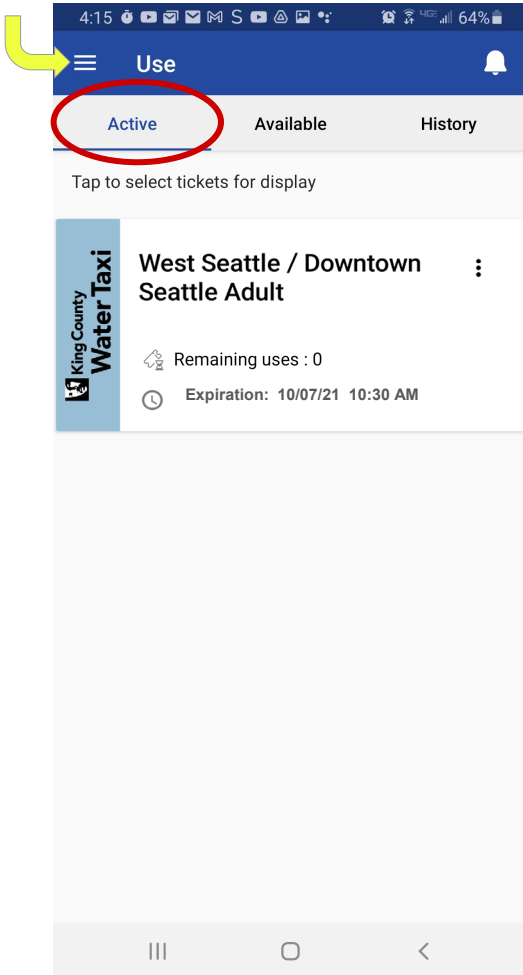 4:15 S 4GE 64%
Use
Active Available History
Tap to select tickets for display
King County
Water Taxi
West Seattle / Downtown
Seattle Adult
Remaining uses : 0
Expiration: 10/07/21 10:30 AM